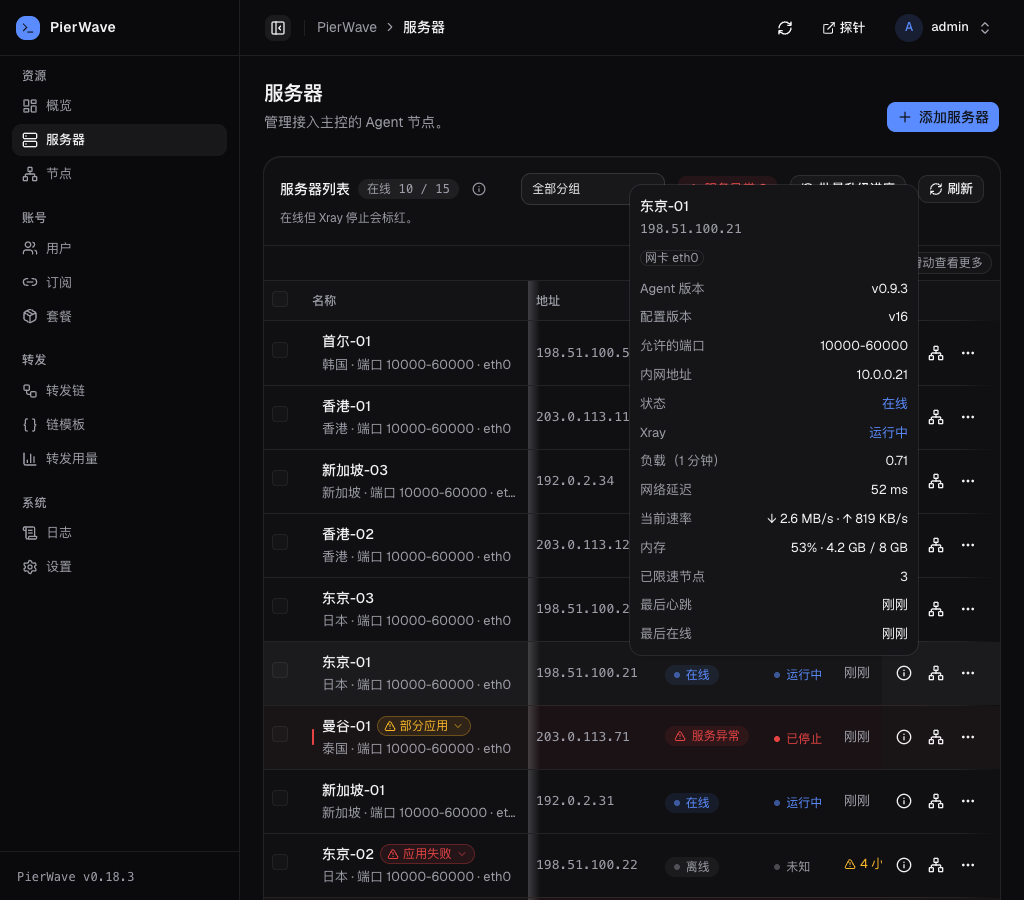 PierWave
PierWave > 服务器
探针
A admin
资源
概览
服务器
节点
账号
用户
订阅
套餐
转发
转发链
链模板
转发用量
系统
日志
设置
PierWave v0.18.3
服务器
管理接入主控的 Agent 节点。
添加服务器
服务器列表 在线 10 / 15
全部分组
刷新
在线但 Xray 停止会标红。
动查看更多
名称 地址
首尔-01
韩国 · 端口 10000-60000 · eth0
198.51.100.5
香港-01
香港 · 端口 10000-60000 · eth0
203.0.113.11
新加坡-03
新加坡 · 端口 10000-60000 · et…
192.0.2.34
香港-02
香港 · 端口 10000-60000 · eth0
203.0.113.12
东京-03
日本 · 端口 10000-60000 · eth0
198.51.100.2
东京-01
日本 · 端口 10000-60000 · eth0
198.51.100.21 在线 运行中 刚刚
曼谷-01 部分应用
泰国 · 端口 10000-60000 · eth0
203.0.113.71 服务异常 已停止 刚刚
新加坡-01
新加坡 · 端口 10000-60000 · et…
192.0.2.31 在线 运行中 刚刚
东京-02 应用失败
日本 · 端口 10000-60000 · eth0
198.51.100.22 离线 未知 4 小
东京-01
198.51.100.21
网卡 eth0
Agent 版本 v0.9.3
配置版本 v16
允许的端口 10000-60000
内网地址 10.0.0.21
状态 在线
Xray 运行中
负载（1 分钟） 0.71
网络延迟 52 ms
当前速率 ↓ 2.6 MB/s · ↑ 819 KB/s
内存 53% · 4.2 GB / 8 GB
已限速节点 3
最后心跳 刚刚
最后在线 刚刚